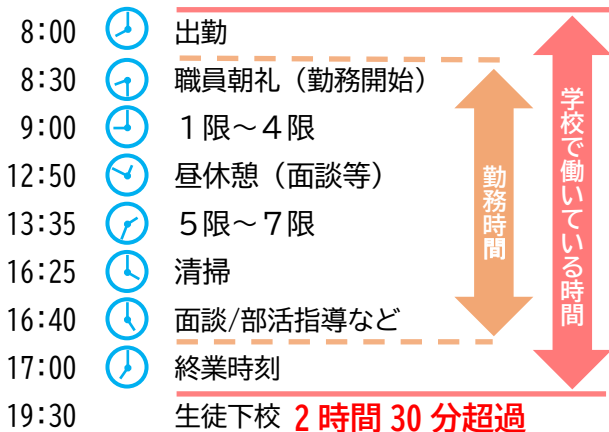 8:00 出勤
8:30 職員朝礼（勤務開始）
9:00 １限～４限
12:50 昼休憩（面談等）
13:35 ５限～７限
16:25 清掃
16:40 面談/部活指導など
17:00 終業時刻
19:30 生徒下校 2時間30分超過
勤務時間
学校で働いている時間